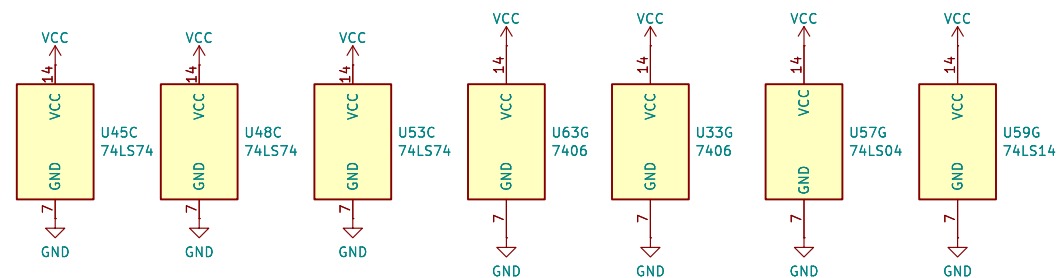 VCC
14
VCC
GND
7
GND
U45C
74LS74
VCC
14
VCC
GND
7
GND
U48C
74LS74
VCC
14
VCC
GND
7
GND
U53C
74LS74
VCC
14
VCC
GND
7
GND
U63G
7406
VCC
14
VCC
GND
7
GND
U33G
7406
VCC
14
VCC
GND
7
GND
U57G
74LS04
VCC
14
VCC
GND
7
GND
U59G
74LS14